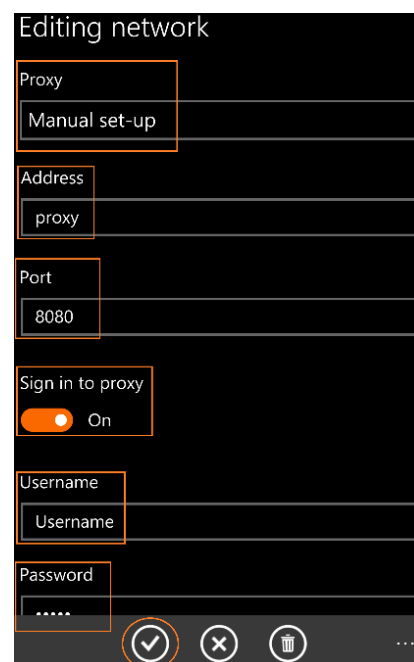 Editing network
Proxy
Manual set-up
Address
proxy
Port
8080
Sign in to proxy
On
Username
Username
Password
•••••
...